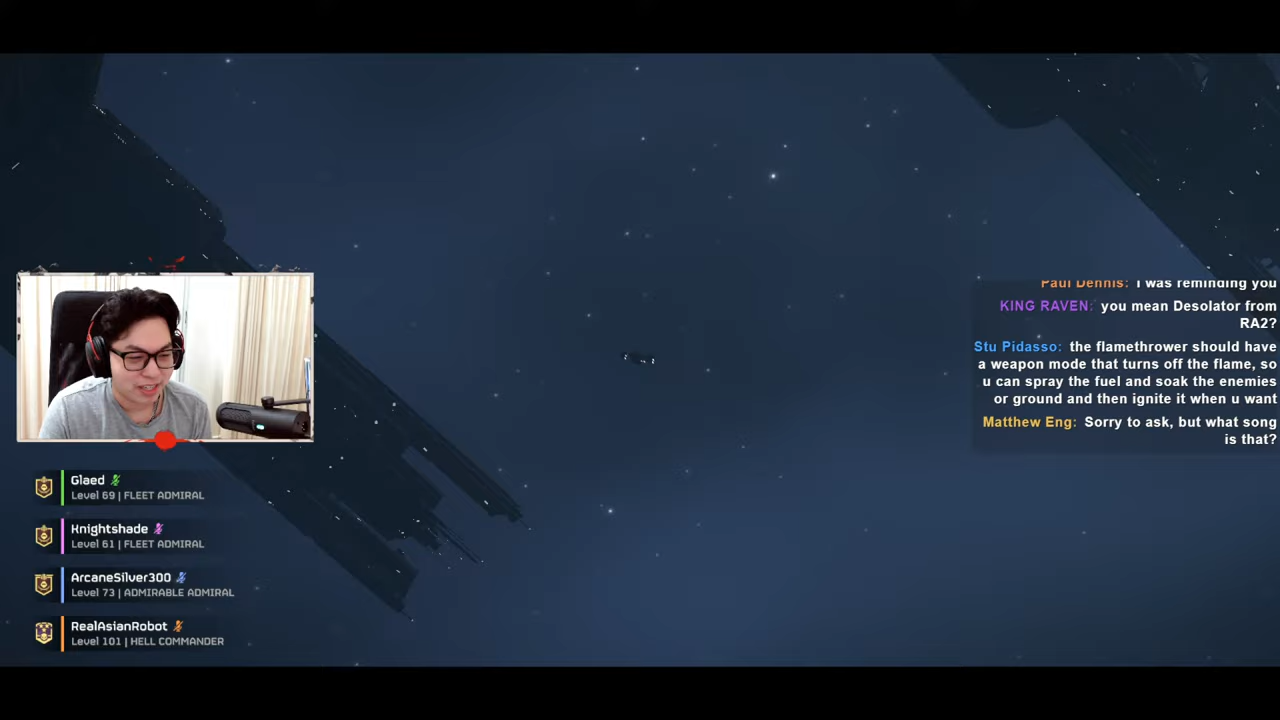 Paul Dennis: I was reminding you
KING RAVEN: you mean Desolator from
RA2?
Stu Pidasso: the flamethrower should have
a weapon mode that turns off the flame, so
u can spray the fuel and soak the enemies
or ground and then ignite it when u want
Matthew Eng: Sorry to ask, but what song
is that?
Glaed
Level 69 | FLEET ADMIRAL
Knightshade
Level 61 | FLEET ADMIRAL
ArcaneSilver300
Level 73 | ADMIRABLE ADMIRAL
RealAsianRobot
Level 101 | HELL COMMANDER